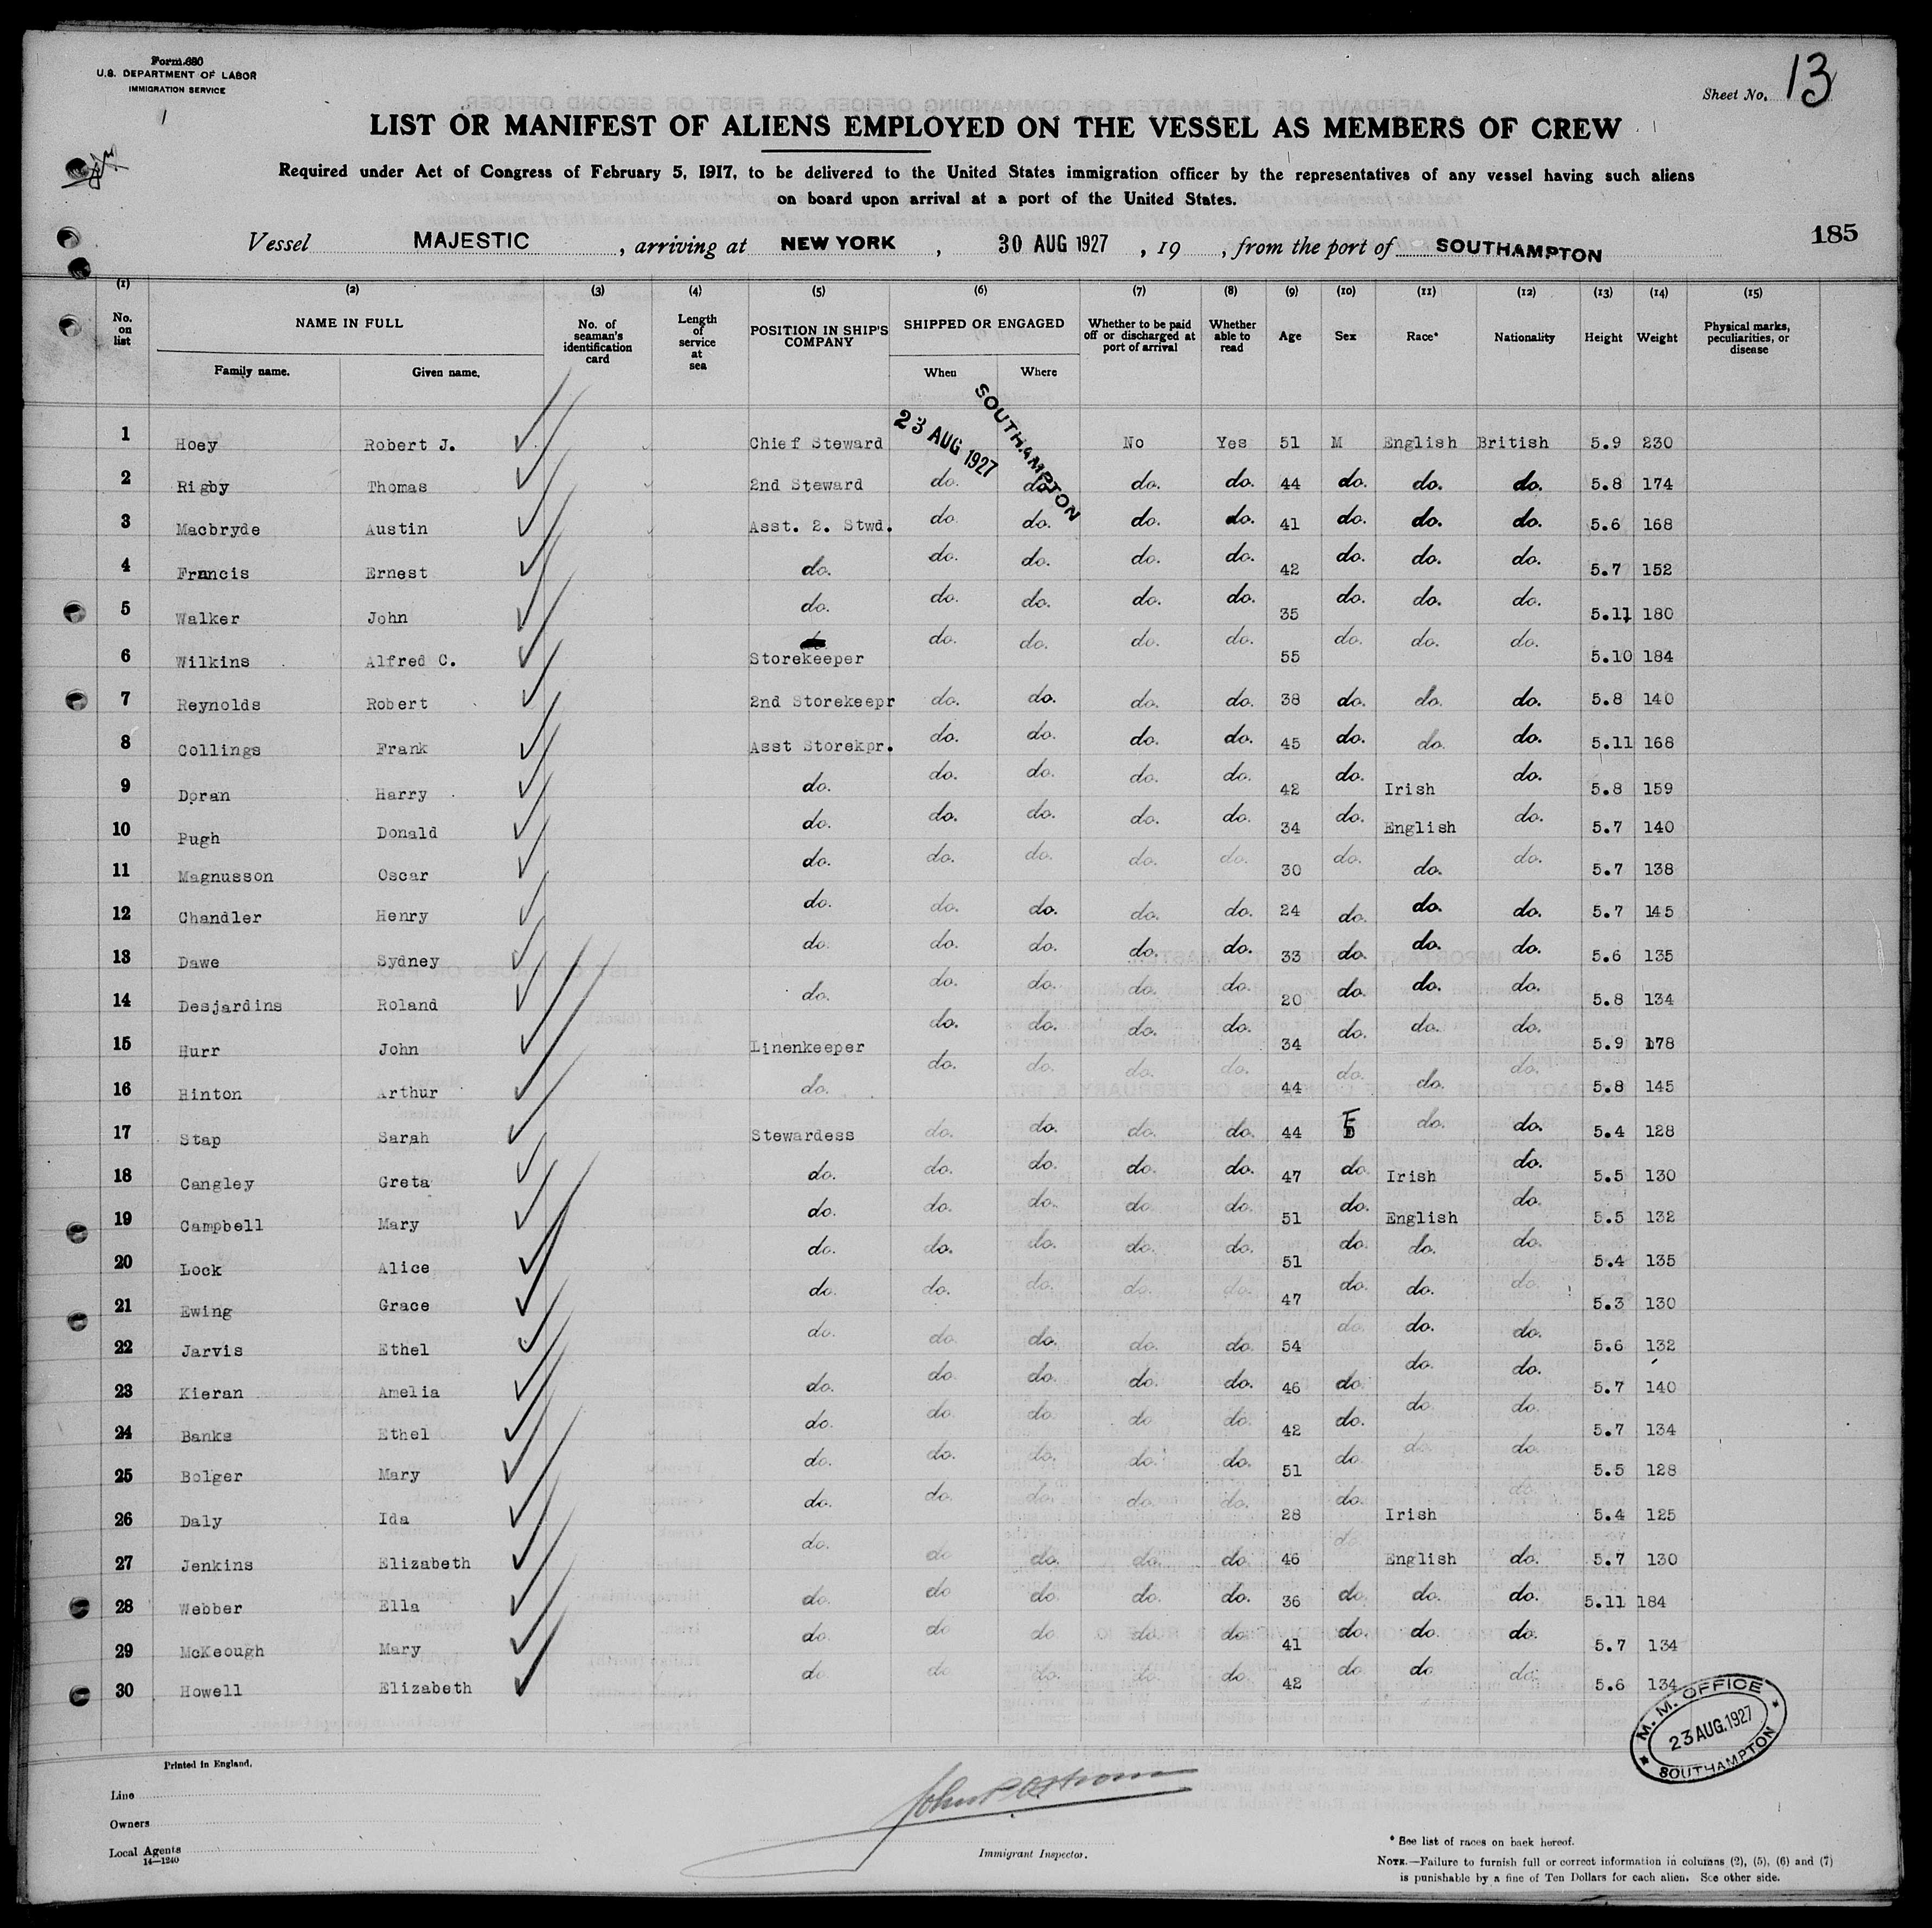 Form 680
U.S. DEPARTMENT OF LABOR
IMMIGRATION SERVICE
Sheet No. 13
LIST OR MANIFEST OF ALIENS EMPLOYED ON THE VESSEL AS MEMBERS OF CREW
Required under Act of Congress of February 5, 1917, to be delivered to the United States immigration officer by the representatives of any vessel having such aliens
on board upon arrival at a port of the United States.
Vessel MAJESTIC, arriving at NEW YORK, 30 AUG 1927, 19 , from the port of SOUTHAMPTON
185
(1) (2) (3) (4) (5) (6) (7) (8) (9) (10) (11) (12) (13) (14) (15)
No. on list NAME IN FULL Family name. Given name. No. of seaman's identification card Length of service at sea POSITION IN SHIP'S COMPANY SHIPPED OR ENGAGED When Where Whether to be paid off or discharged at port of arrival Whether able to read Age Sex Race* Nationality Height Weight Physical marks, peculiarities, or disease
1 Hoey Robert J. Chief Steward 23 AUG 1927 SOUTHAMPTON No Yes 51 M English British 5.9 230
2 Rigby Thomas 2nd Steward do. do. do. do. 44 do. do. do. 5.8 174
3 Macbryde Austin Asst. 2. Stwd. do. do. do. do. 41 do. do. do. 5.6 168
4 Francis Ernest do. do. do. do. do. 42 do. do. do. 5.7 152
5 Walker John do. do. do. do. do. 35 do. do. do. 5.11 180
6 Wilkins Alfred C. Storekeeper do. do. do. do. 55 do. do. do. 5.10 184
7 Reynolds Robert 2nd Storekeepr do. do. do. do. 38 do. do. do. 5.8 140
8 Collings Frank Asst Storekpr. do. do. do. do. 45 do. do. do. 5.11 168
9 Doran Harry do. do. do. do. do. 42 do. Irish do. 5.8 159
10 Pugh Donald do. do. do. do. do. 34 do. English do. 5.7 140
11 Magnusson Oscar do. do. do. do. do. 30 do. do. do. 5.7 138
12 Chandler Henry do. do. do. do. do. 24 do. do. do. 5.7 145
13 Dawe Sydney do. do. do. do. do. 33 do. do. do. 5.6 135
14 Desjardins Roland do. do. do. do. do. 20 do. do. do. 5.8 134
15 Hurr John Linenkeeper do. do. do. do. 34 do. do. do. 5.9 178
16 Hinton Arthur do. do. do. do. do. 44 do. do. do. 5.8 145
17 Stap Sarah Stewardess do. do. do. do. 44 F do. do. 5.4 128
18 Cangley Greta do. do. do. do. do. 47 do. Irish do. 5.5 130
19 Campbell Mary do. do. do. do. do. 51 do. English do. 5.5 132
20 Lock Alice do. do. do. do. do. 51 do. do. do. 5.4 135
21 Ewing Grace do. do. do. do. do. 47 do. do. do. 5.3 130
22 Jarvis Ethel do. do. do. do. do. 54 do. do. do. 5.6 132
23 Kieran Amelia do. do. do. do. do. 46 do. do. do. 5.7 140
24 Banks Ethel do. do. do. do. do. 42 do. do. do. 5.7 134
25 Bolger Mary do. do. do. do. do. 51 do. do. do. 5.5 128
26 Daly Ida do. do. do. do. do. 28 do. Irish do. 5.4 125
27 Jenkins Elizabeth do. do. do. do. do. 46 do. English do. 5.7 130
28 Webber Ella do. do. do. do. do. 36 do. do. do. 5.11 184
29 McKeough Mary do. do. do. do. do. 41 do. do. do. 5.7 134
30 Howell Elizabeth do. do. do. do. do. 42 do. do. do. 5.6 134
M. M. OFFICE
23 AUG. 1927
SOUTHAMPTON
Printed in England.
Line
Owners
Local Agents
14—1240
Immigrant Inspector.
* See list of races on back hereof.
NOTE.—Failure to furnish full or correct information in columns (2), (5), (6) and (7)
is punishable by a fine of Ten Dollars for each alien. See other side.